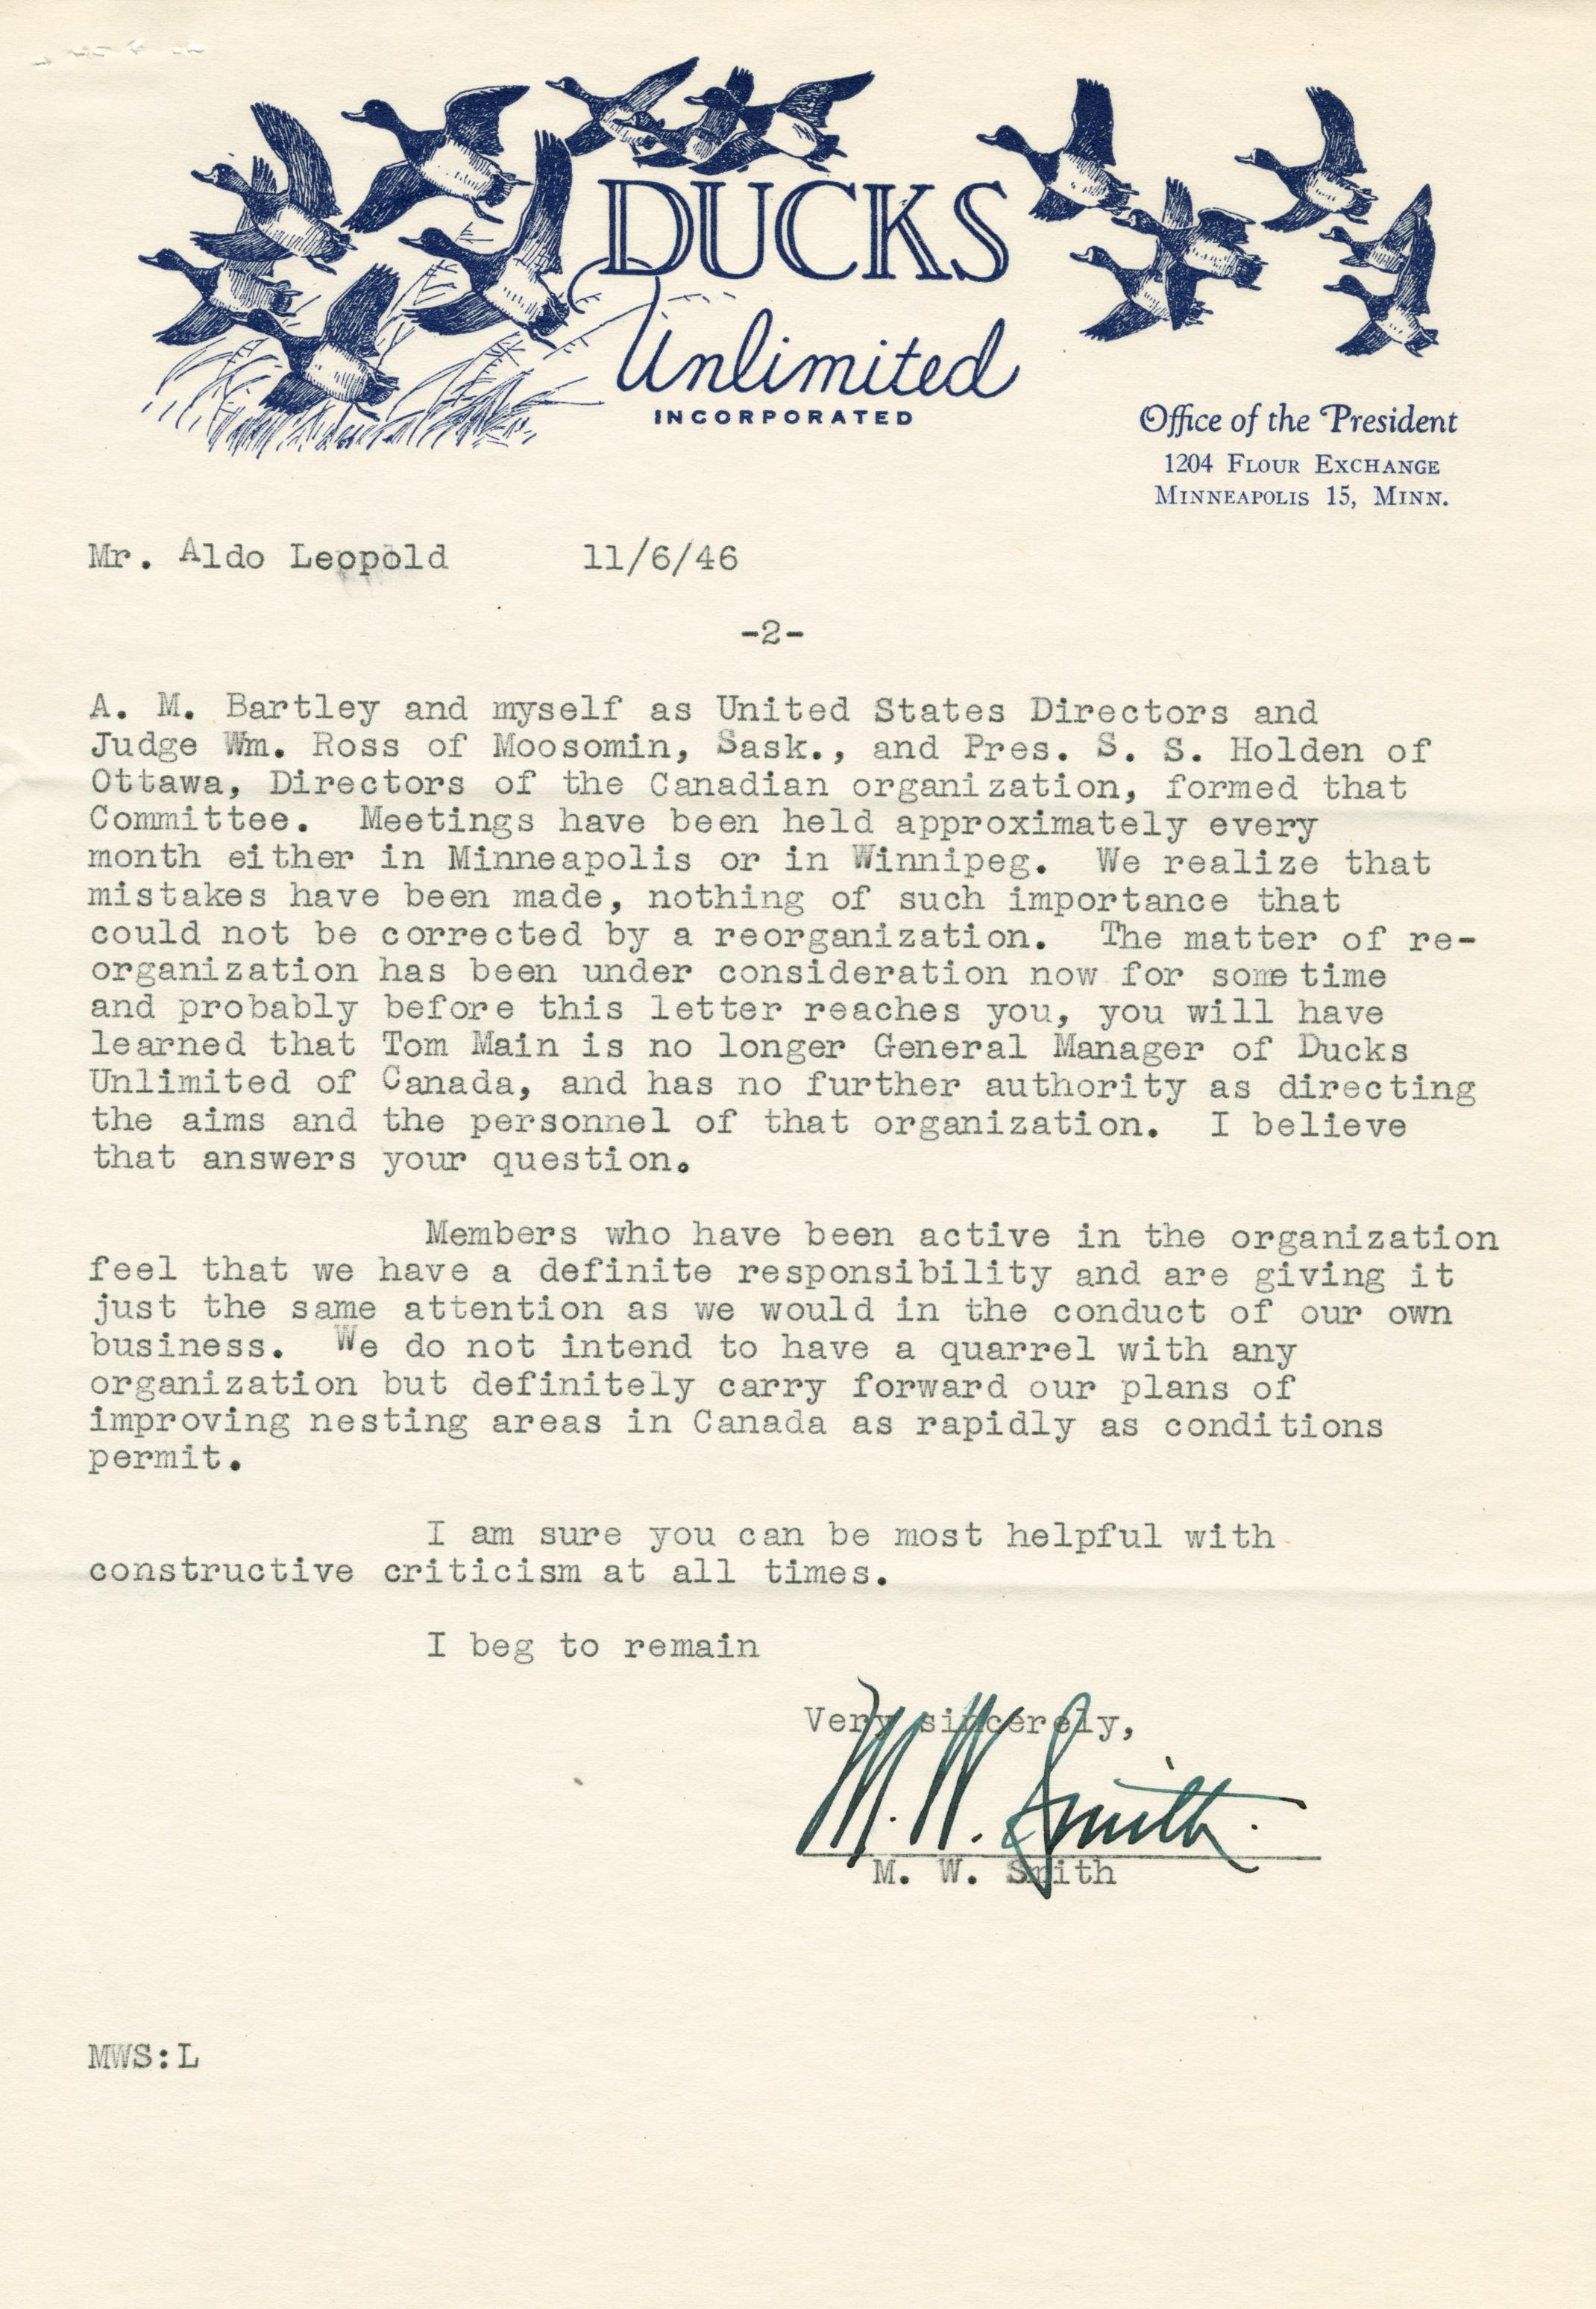 DUCKS
Unlimited
INCORPORATED
Office of the President
1204 FLOUR EXCHANGE
MINNEAPOLIS 15, MINN.
Mr. Aldo Leopold 11/6/46
-2-
A. M. Bartley and myself as United States Directors and
Judge Wm. Ross of Moosomin, Sask., and Pres. S. S. Holden of
Ottawa, Directors of the Canadian organization, formed that
Committee. Meetings have been held approximately every
month either in Minneapolis or in Winnipeg. We realize that
mistakes have been made, nothing of such importance that
could not be corrected by a reorganization. The matter of re-
organization has been under consideration now for some time
and probably before this letter reaches you, you will have
learned that Tom Main is no longer General Manager of Ducks
Unlimited of Canada, and has no further authority as directing
the aims and the personnel of that organization. I believe
that answers your question.
Members who have been active in the organization
feel that we have a definite responsibility and are giving it
just the same attention as we would in the conduct of our own
business. We do not intend to have a quarrel with any
organization but definitely carry forward our plans of
improving nesting areas in Canada as rapidly as conditions
permit.
I am sure you can be most helpful with
constructive criticism at all times.
I beg to remain
Very sincerely,
M. W. Smith.
M. W. Smith
MWS:L